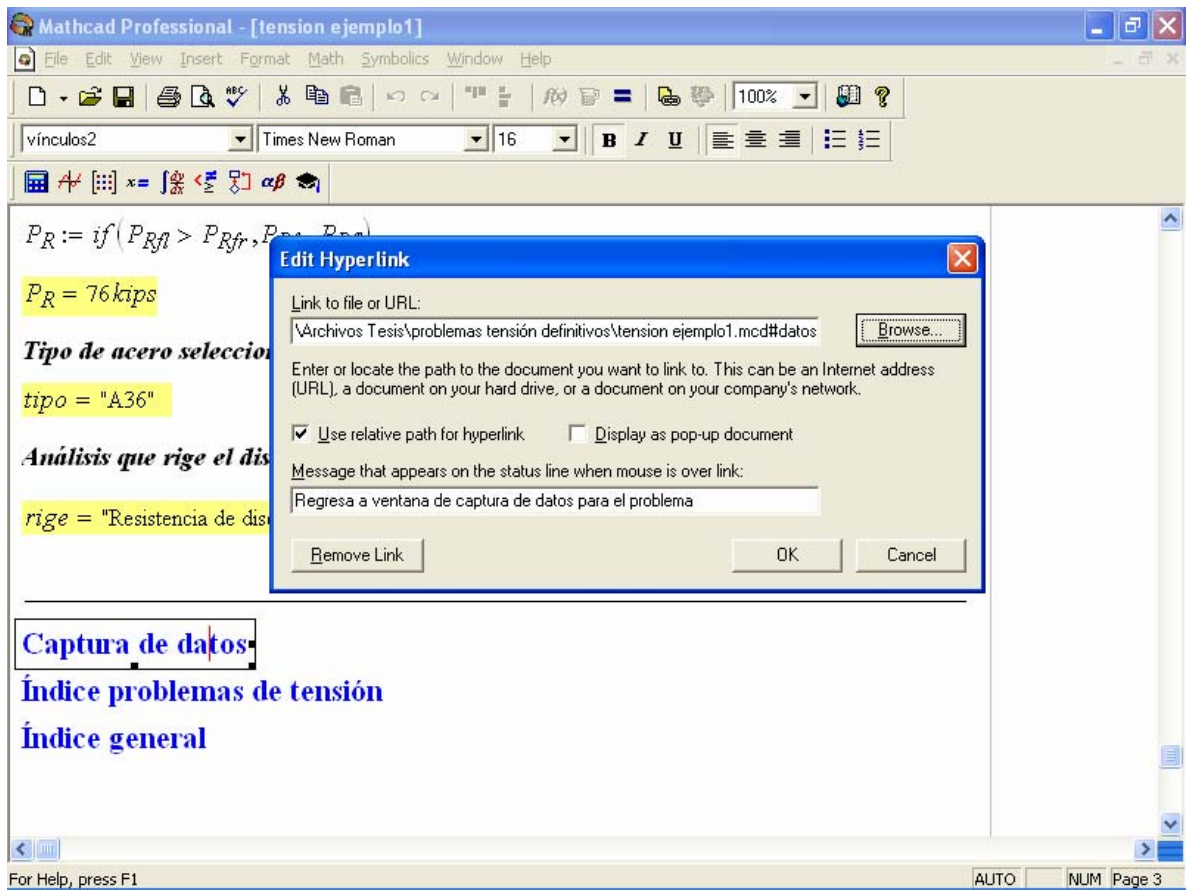 Mathcad Professional - [tension ejemplo1]
File Edit View Insert Format Math Symbolics Window Help
100%
vínculos2 Times New Roman 16 B I U
x= αβ
P_R := if(P_Rfl > P_Rfr, P
P_R = 76 kips
Tipo de acero
tipo = "A36"
Análisis que rige el
rige = "Resistencia de
Edit Hyperlink
Link to file or URL:
\Archivos Tesis\problemas tensión definitivos\tension ejemplo1.mcd#datos
Browse...
Enter or locate the path to the document you want to link to. This can be an Internet address
(URL), a document on your hard drive, or a document on your company's network.
Use relative path for hyperlink Display as pop-up document
Message that appears on the status line when mouse is over link:
Regresa a ventana de captura de datos para el problema
Remove Link OK Cancel
Captura de datos
Índice problemas de tensión
Índice general
For Help, press F1 AUTO NUM Page 3